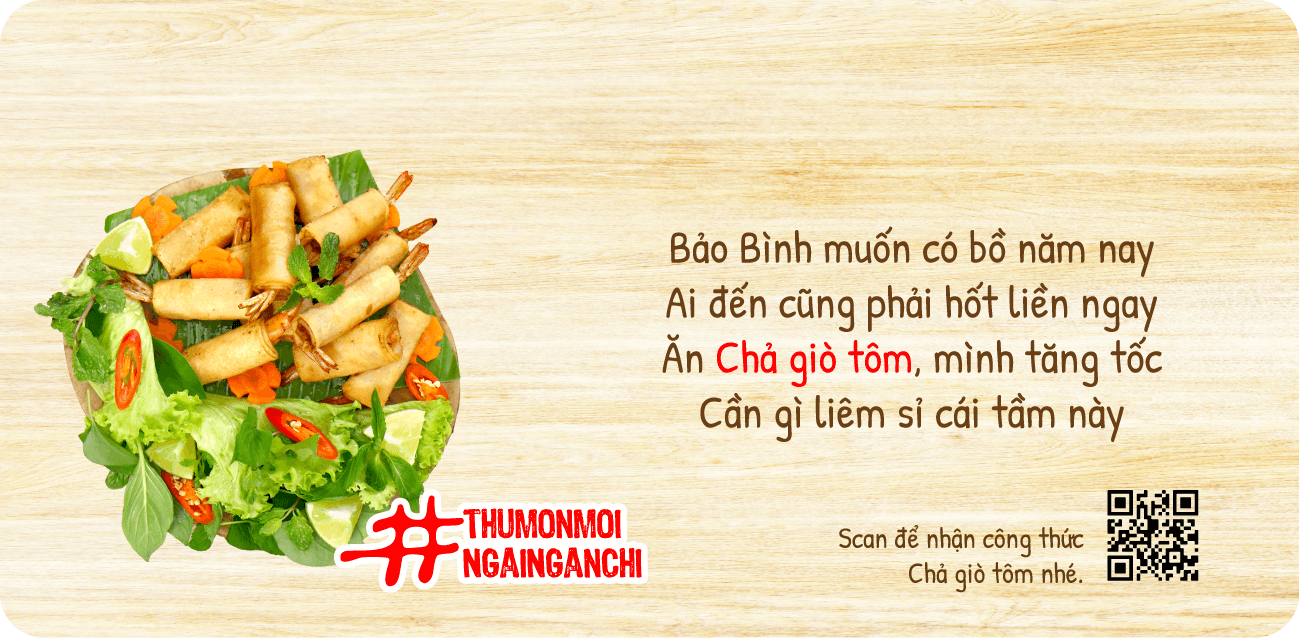 Bảo Bình muốn có bồ năm nay
Ai đến cũng phải hốt liền ngay
Ăn Chả giò tôm, mình tăng tốc
Cần gì liêm sỉ cái tầm này
#THUMONMOI
NGAINGANCHI
Scan để nhận công thức
Chả giò tôm nhé.